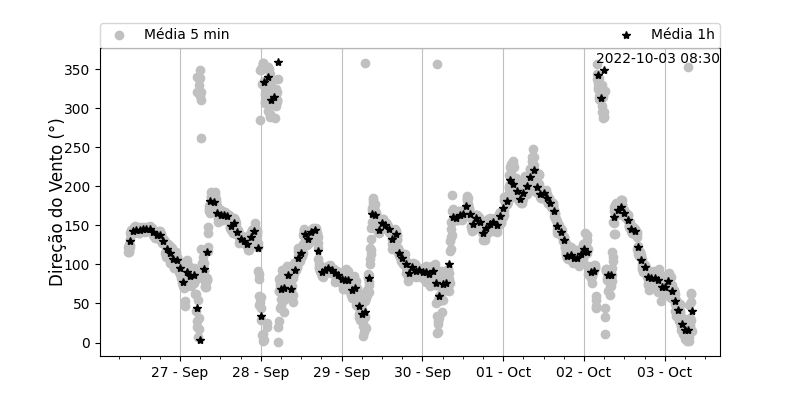 Média 5 min
Média 1h
2022-10-03 08:30
Direção do Vento (°)
350
300
250
200
150
100
50
0
27 - Sep
28 - Sep
29 - Sep
30 - Sep
01 - Oct
02 - Oct
03 - Oct